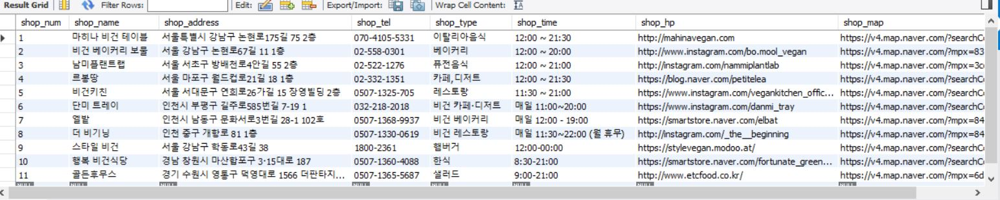 Result Grid Filter Rows: Edit: Export/Import: Wrap Cell Content:
shop_num shop_name shop_address shop_tel shop_type shop_time shop_hp shop_map
1 마히나 비건 테이블 서울특별시 강남구 논현로175길 75 2층 070-4105-5331 이탈리아음식 12:00 ~ 21:30 http://mahinavegan.com https://v4.map.naver.com/?searchCo
2 비건 베이커리 보물 서울 강남구 논현로67길 11 1층 02-558-0301 베이커리 12:00 ~ 20:00 http://www.instagram.com/bo.mool_vegan https://v4.map.naver.com/?mpx=83
3 남미플랜트랩 서울 서초구 방배천로4안길 55 2층 02-522-1276 퓨전음식 12:00 ~ 21:00 http://instagram.com/nammiplantlab https://v4.map.naver.com/?mpx=3c
4 르봉땅 서울 마포구 월드컵로21길 18 1층 02-332-1351 카페,디저트 12:00 ~ 21:30 https://blog.naver.com/petitelea https://v4.map.naver.com/?searchCo
5 비건키친 서울 서대문구 연희로26가길 15 장영빌딩 2층 0507-1325-705 레스토랑 11:30 ~ 21:00 https://www.instagram.com/vegankitchen_offic... https://v4.map.naver.com/?searchCo
6 단미 트레이 인천시 부평구 길주로585번길 7-19 1 032-218-2018 비건 카페·디저트 매일 11:00~20:00 https://www.instagram.com/danmi_tray https://v4.map.naver.com/?searchCo
7 엘밭 인천시 남동구 문화서로3번길 28-1 102호 0507-1368-9937 비건 베이커리 매일 12:00 - 19:00 https://smartstore.naver.com/elbat https://v4.map.naver.com/?mpx=84
8 더 비기닝 인천 중구 개항로 81 1층 0507-1330-0619 비건 레스토랑 매일 11:30~22:00 (월 휴무) http://instagram.com/_the__beginning https://v4.map.naver.com/?mpx=84
9 스타일 비건 서울 강남구 학동로43길 38 1800-2361 햄버거 12:00-00:00 https://stylevegan.modoo.at/ https://v4.map.naver.com/?searchCo
10 행복 비건식당 경남 창원시 마산합포구 3·15대로 187 0507-1360-4088 한식 8:30-21:00 https://smartstore.naver.com/fortunate_green... https://v4.map.naver.com/?searchCo
11 골든후무스 경기 수원시 영통구 덕영대로 1566 더판타지... 0507-1365-5687 샐러드 9:00-21:00 http://www.etcfood.co.kr/ https://v4.map.naver.com/?mpx=6d